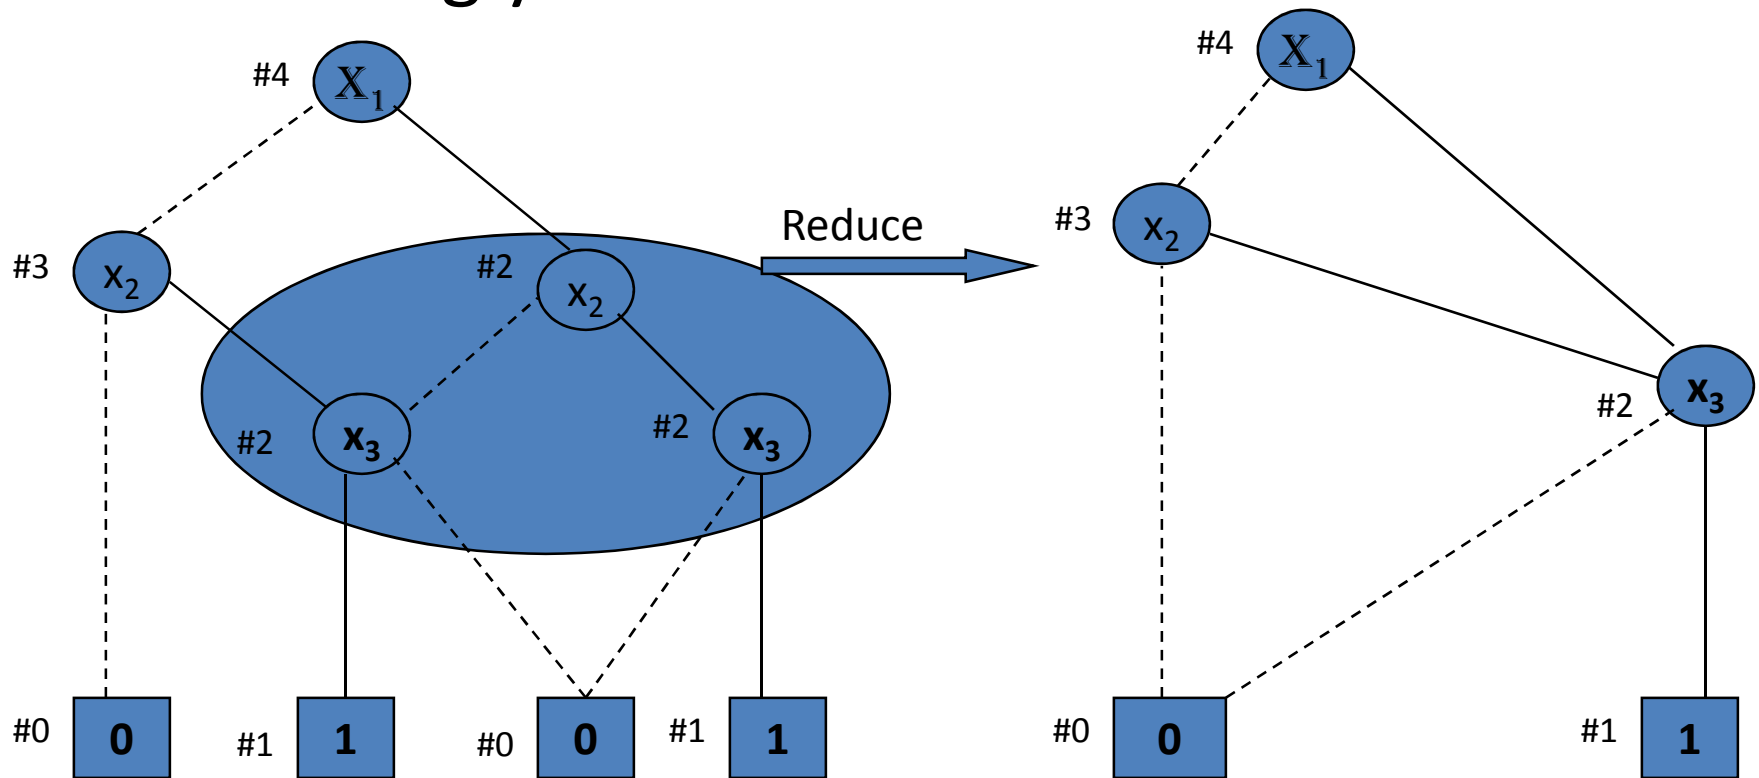 #4 X₁ #4 X₁
Reduce
#3 x₂ #2 x₂ #3 x₂
#2 x₃ #2 x₃ #2 x₃
#0 0 #1 1 #0 0 #1 1 #0 0 #1 1